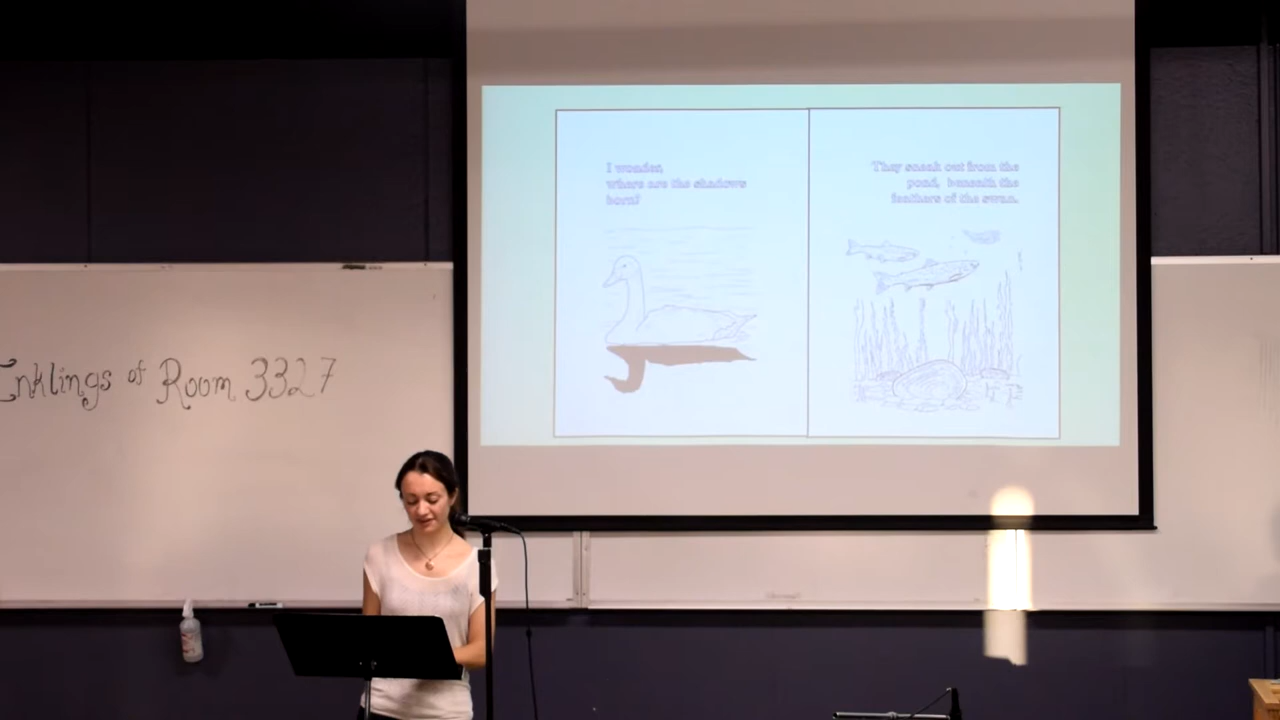 Enklings of Room 3327
I wonder,
where are the shadows
born?
They sneak out from the
pond, beneath the
feathers of the swan.